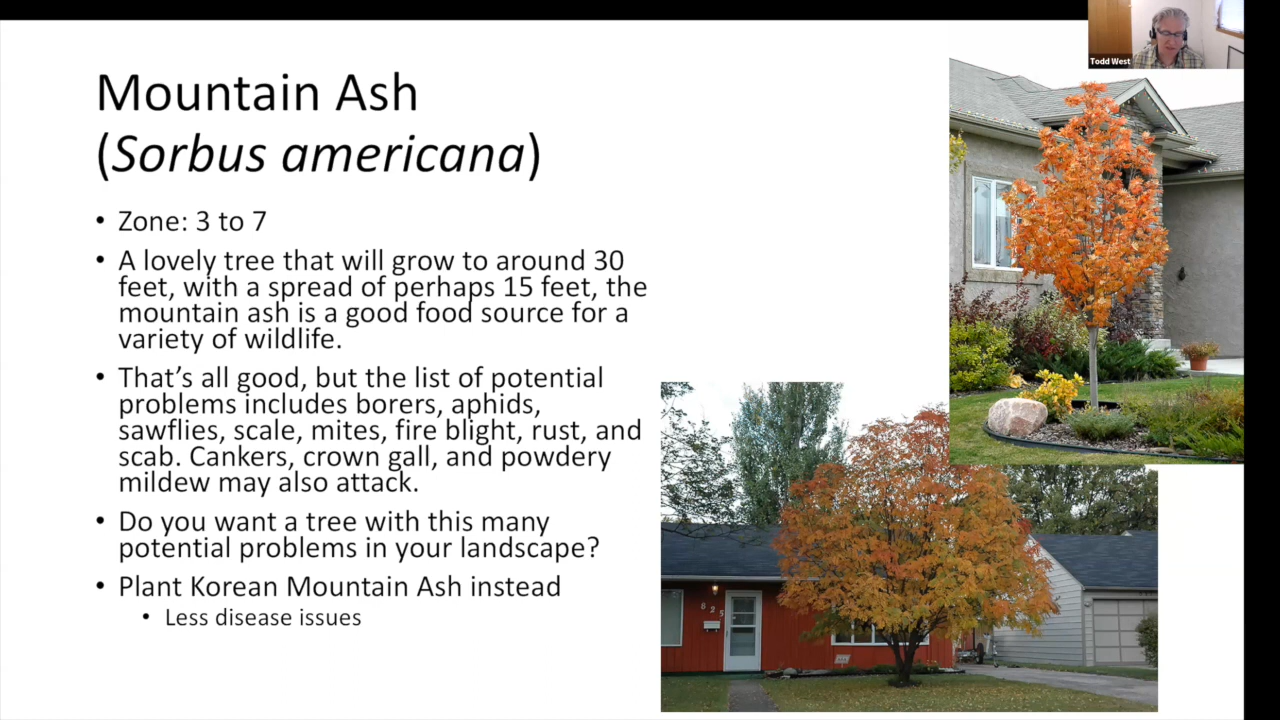 Todd West
Mountain Ash
(Sorbus americana)
• Zone: 3 to 7
• A lovely tree that will grow to around 30
feet, with a spread of perhaps 15 feet, the
mountain ash is a good food source for a
variety of wildlife.
• That's all good, but the list of potential
problems includes borers, aphids,
sawflies, scale, mites, fire blight, rust, and
scab. Cankers, crown gall, and powdery
mildew may also attack.
• Do you want a tree with this many
potential problems in your landscape?
• Plant Korean Mountain Ash instead
• Less disease issues
825